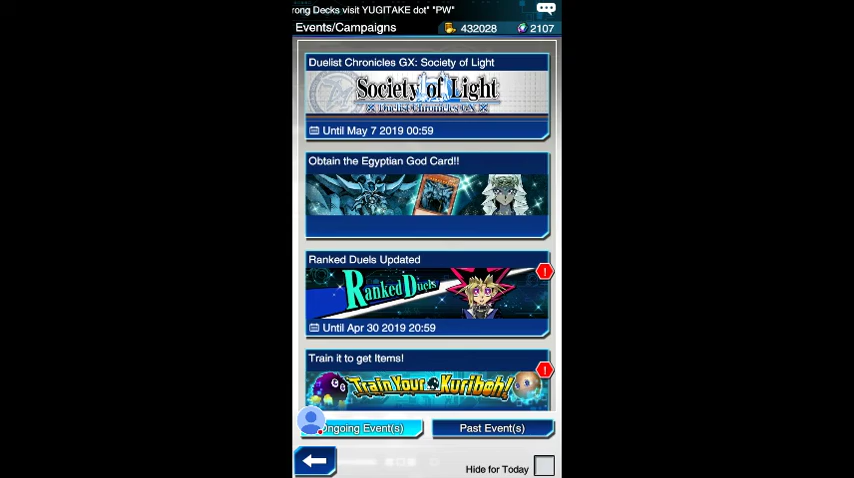 rong Decks visit YUGITAKE dot" "PW"
Events/Campaigns
432028
2107
Duelist Chronicles GX: Society of Light
Society of Light
Duelist Chronicles GX
Until May 7 2019 00:59
Obtain the Egyptian God Card!!
Ranked Duels Updated
Ranked Duels
Until Apr 30 2019 20:59
Train it to get Items!
Train Your Kuriboh!
Ongoing Event(s)
Past Event(s)
Hide for Today